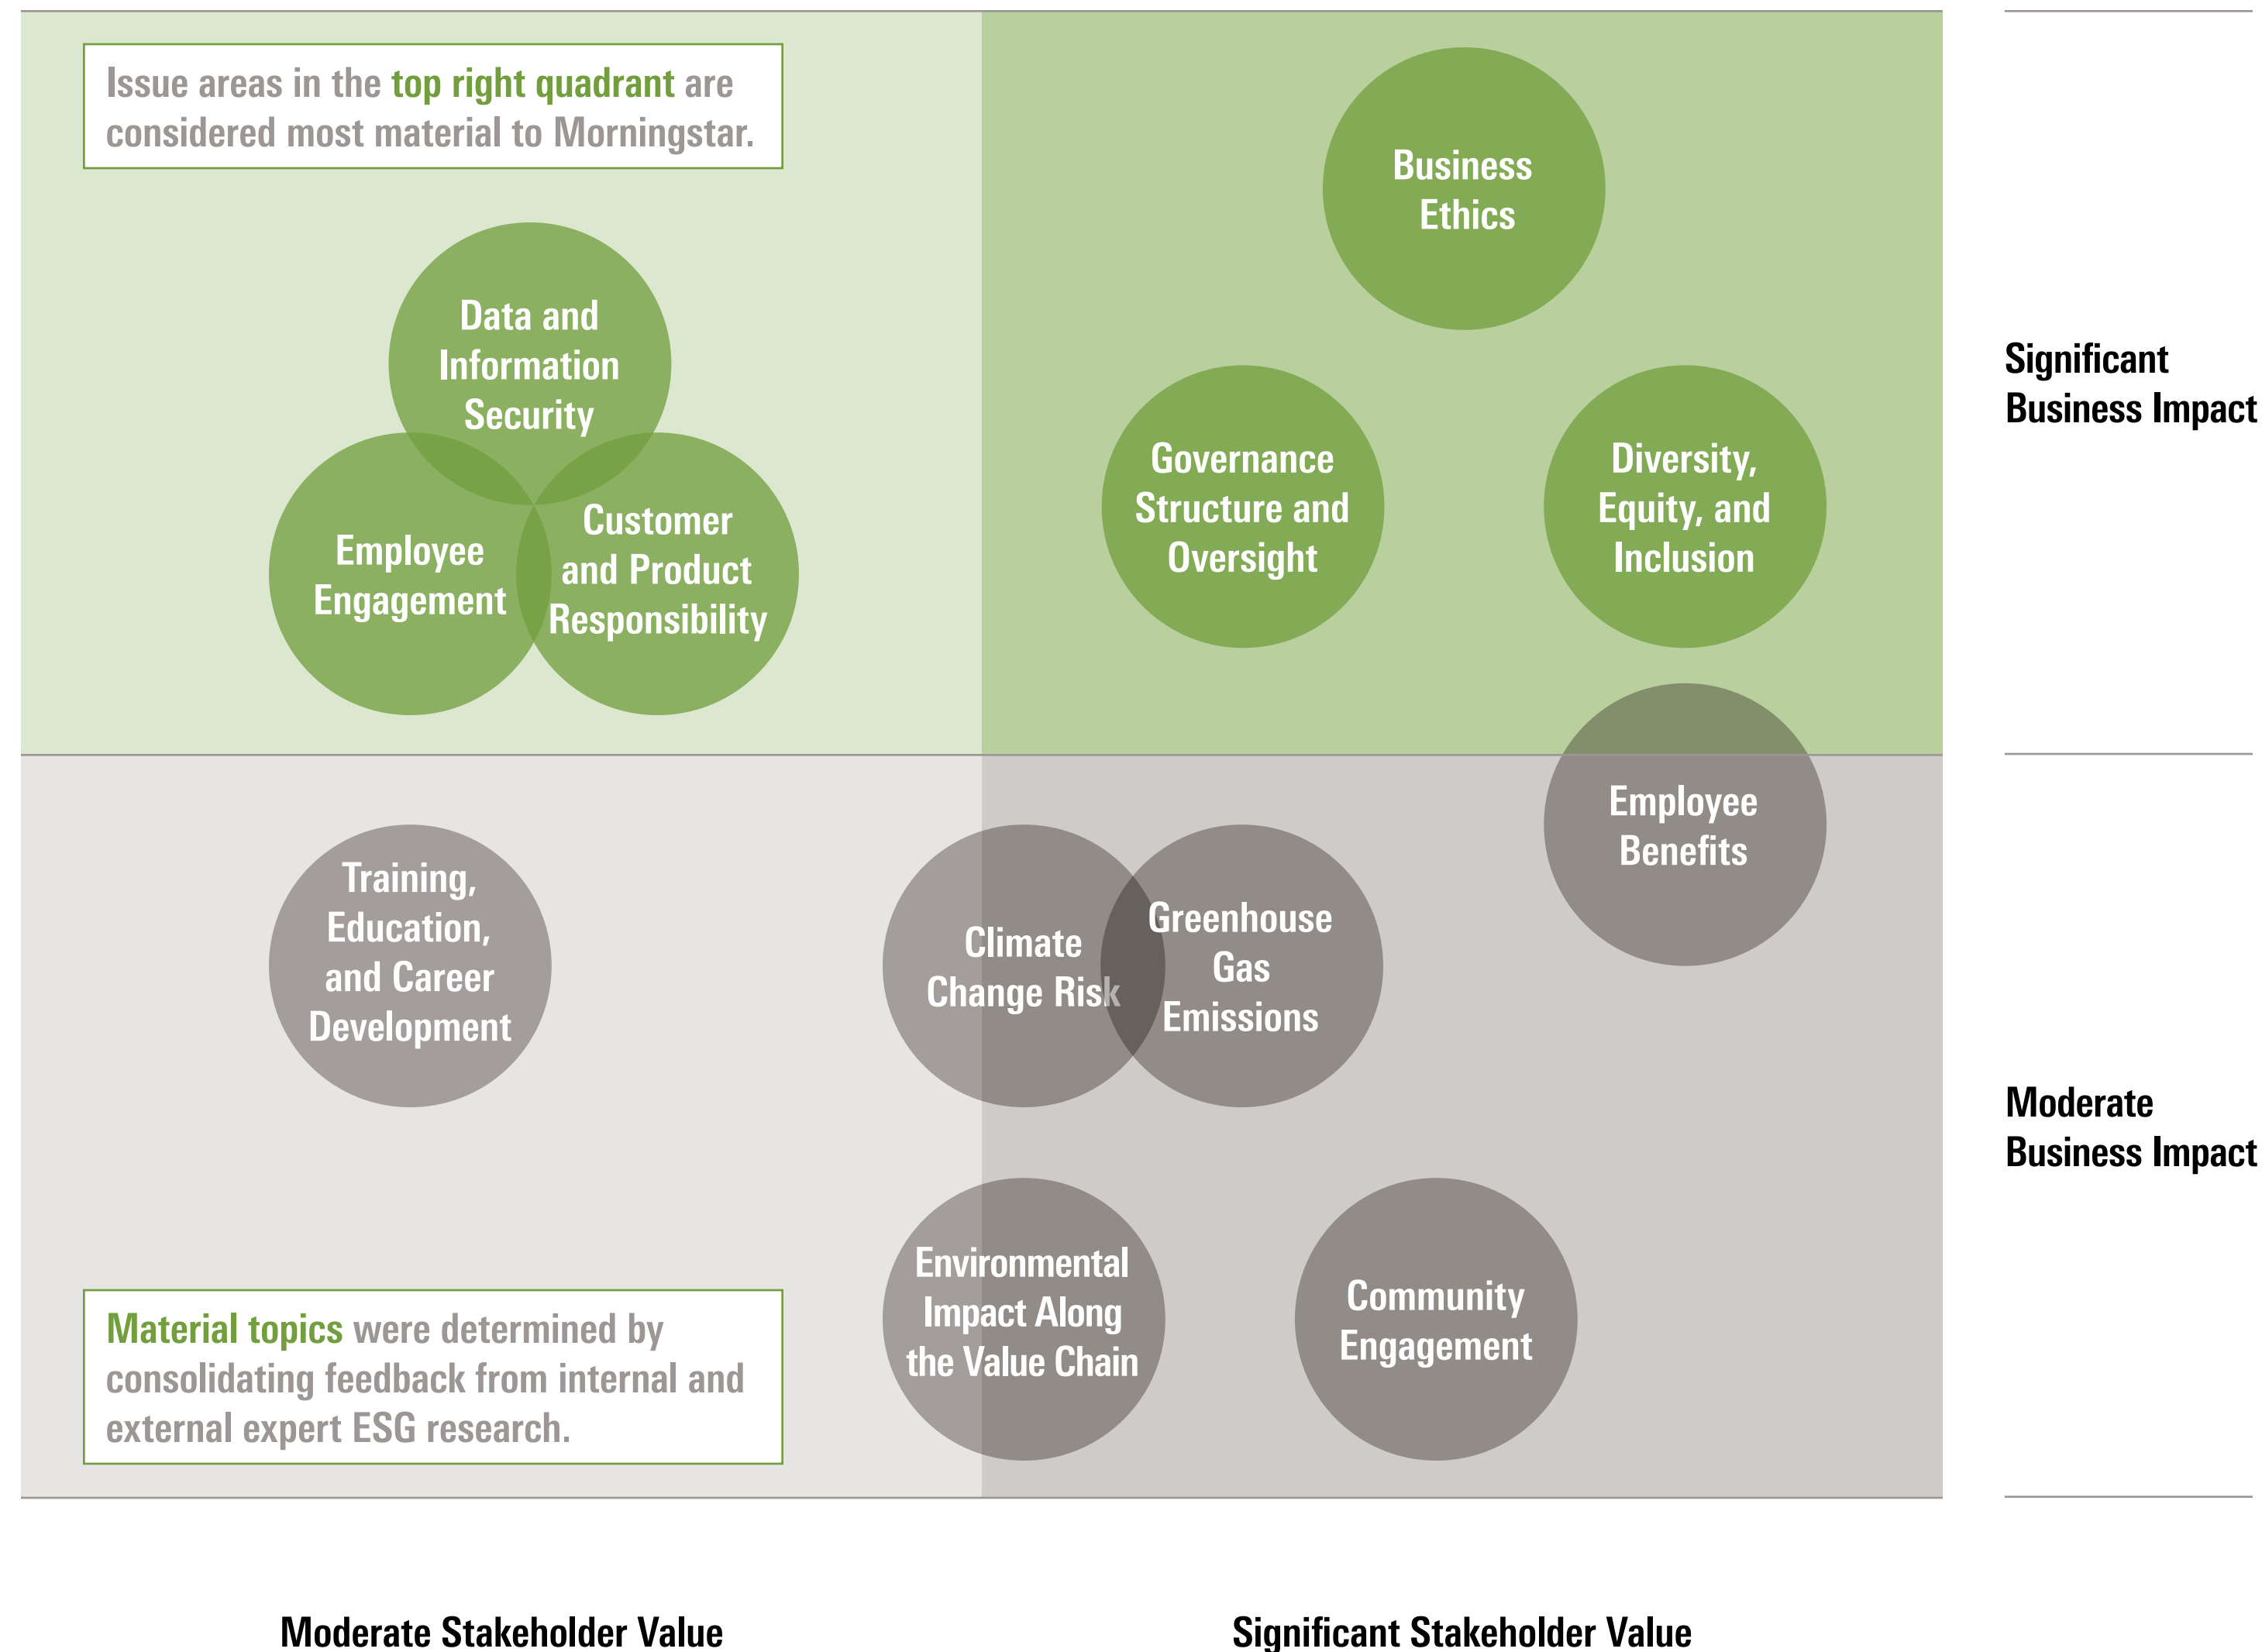 Issue areas in the top right quadrant are
considered most material to Morningstar.
Business
Ethics
Data and
Information
Security
Employee
Engagement
Customer
and Product
Responsibility
Governance
Structure and
Oversight
Diversity,
Equity, and
Inclusion
Significant
Business Impact
Employee
Benefits
Training,
Education,
and Career
Development
Climate
Change Risk
Greenhouse
Gas
Emissions
Moderate
Business Impact
Environmental
Impact Along
the Value Chain
Community
Engagement
Material topics were determined by
consolidating feedback from internal and
external expert ESG research.
Moderate Stakeholder Value
Significant Stakeholder Value